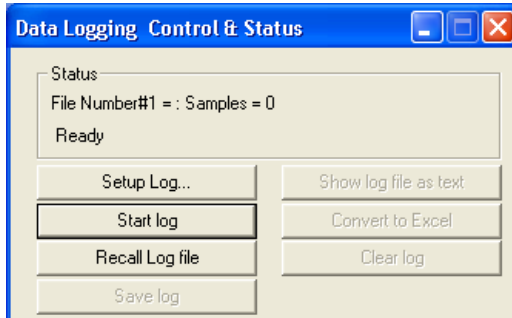 Data Logging  Control & Status
Status
File Number#1 = : Samples = 0
Ready
Setup Log...
Show log file as text
Start log
Convert to Excel
Recall Log file
Clear log
Save log